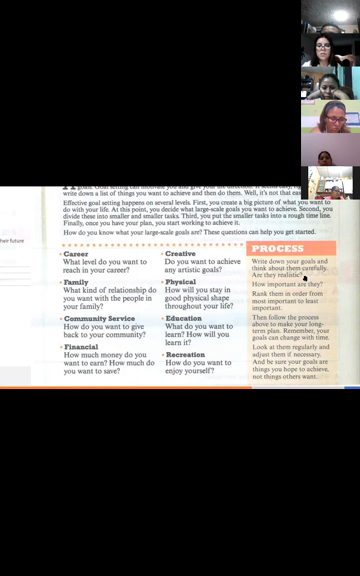 their future
write down a list of things you want to achieve and then do them. Well, it's not that
Effective goal setting happens on several levels. First, you create a big picture of what you want to
do with your life. At this point, you decide what large-scale goals you want to achieve. Second, you
divide these into smaller and smaller tasks. Third, you put the smaller tasks into a rough time line.
Finally, once you have your plan, you start working to achieve it.
How do you know what your large-scale goals are? These questions can help you get started.
• Career
What level do you want to
reach in your career?
• Family
What kind of relationship do
you want with the people in
your family?
• Community Service
How do you want to give
back to your community?
• Financial
How much money do you
want to earn? How much do
you want to save?
• Creative
Do you want to achieve
any artistic goals?
• Physical
How will you stay in
good physical shape
throughout your life?
• Education
What do you want to
learn? How will you
learn it?
• Recreation
How do you want to
enjoy yourself?
PROCESS
Write down your goals and
think about them carefully.
Are they realistic?
How important are they?
Rank them in order from
most important to least
important.
Then follow the process
above to make your long-
term plan. Remember, your
goals can change with time.
Look at them regularly and
adjust them if necessary.
And be sure your goals are
things you hope to achieve,
not things others want.